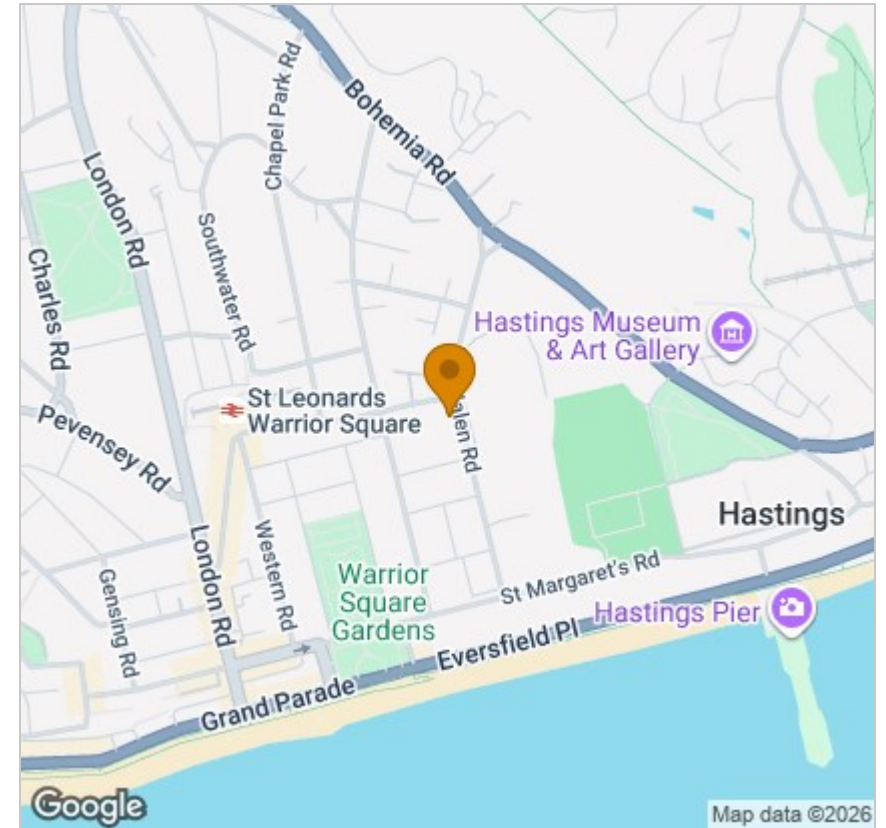 Chapel Park Rd
Bohemia Rd
London Rd
Southwater Rd
Charles Rd
Hastings Museum
& Art Gallery
St Leonards
Warrior Square
alen Rd
Pevensey Rd
Hastings
London Rd
Western Rd
Gensing Rd
Warrior
Square
Gardens
St Margaret's Rd
Hastings Pier
Eversfield Pl
Grand Parade
Google
Map data ©2026